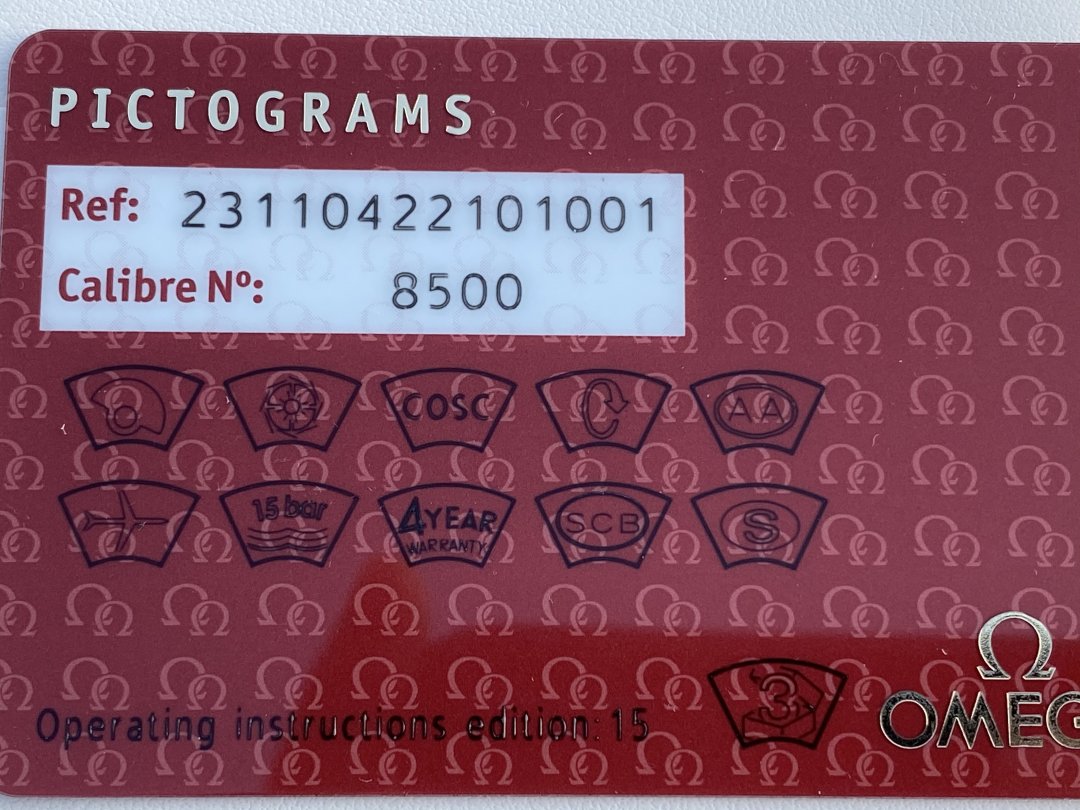 PICTOGRAMS
Ref: 23110422101001
Calibre Nº: 8500
COSC
AA
15 bar
4 YEAR
WARRANTY
SCB
S
3
Operating instructions edition: 15
Ω
OMEG